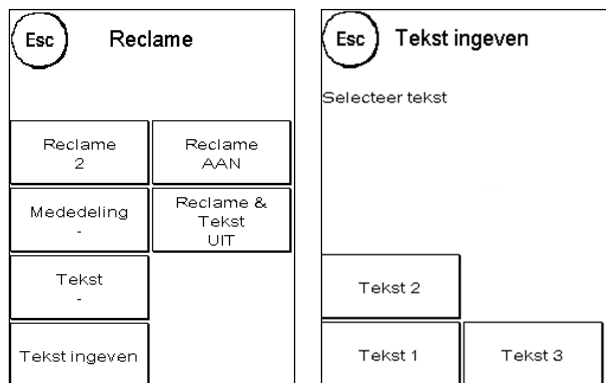 Esc
Reclame
Reclame
2
Reclame
AAN
Mededeling
-
Reclame &
Tekst
UIT
Tekst
-
Tekst ingeven
Esc
Tekst ingeven
Selecteer tekst
Tekst 2
Tekst 1
Tekst 3